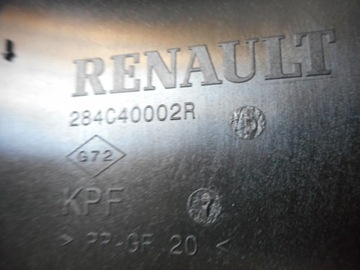 RENAULT
284C40002R
G72
KPF
> PP-GF 20 <